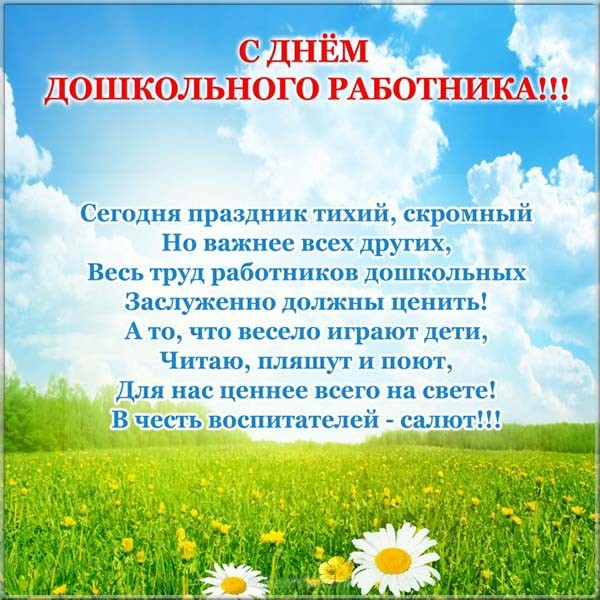 С ДНЁМ
ДОШКОЛЬНОГО РАБОТНИКА!!!
Сегодня праздник тихий, скромный
Но важнее всех других,
Весь труд работников дошкольных
Заслуженно должны ценить!
А то, что весело играют дети,
Читаю, пляшут и поют,
Для нас ценнее всего на свете!
В честь воспитателей - салют!!!